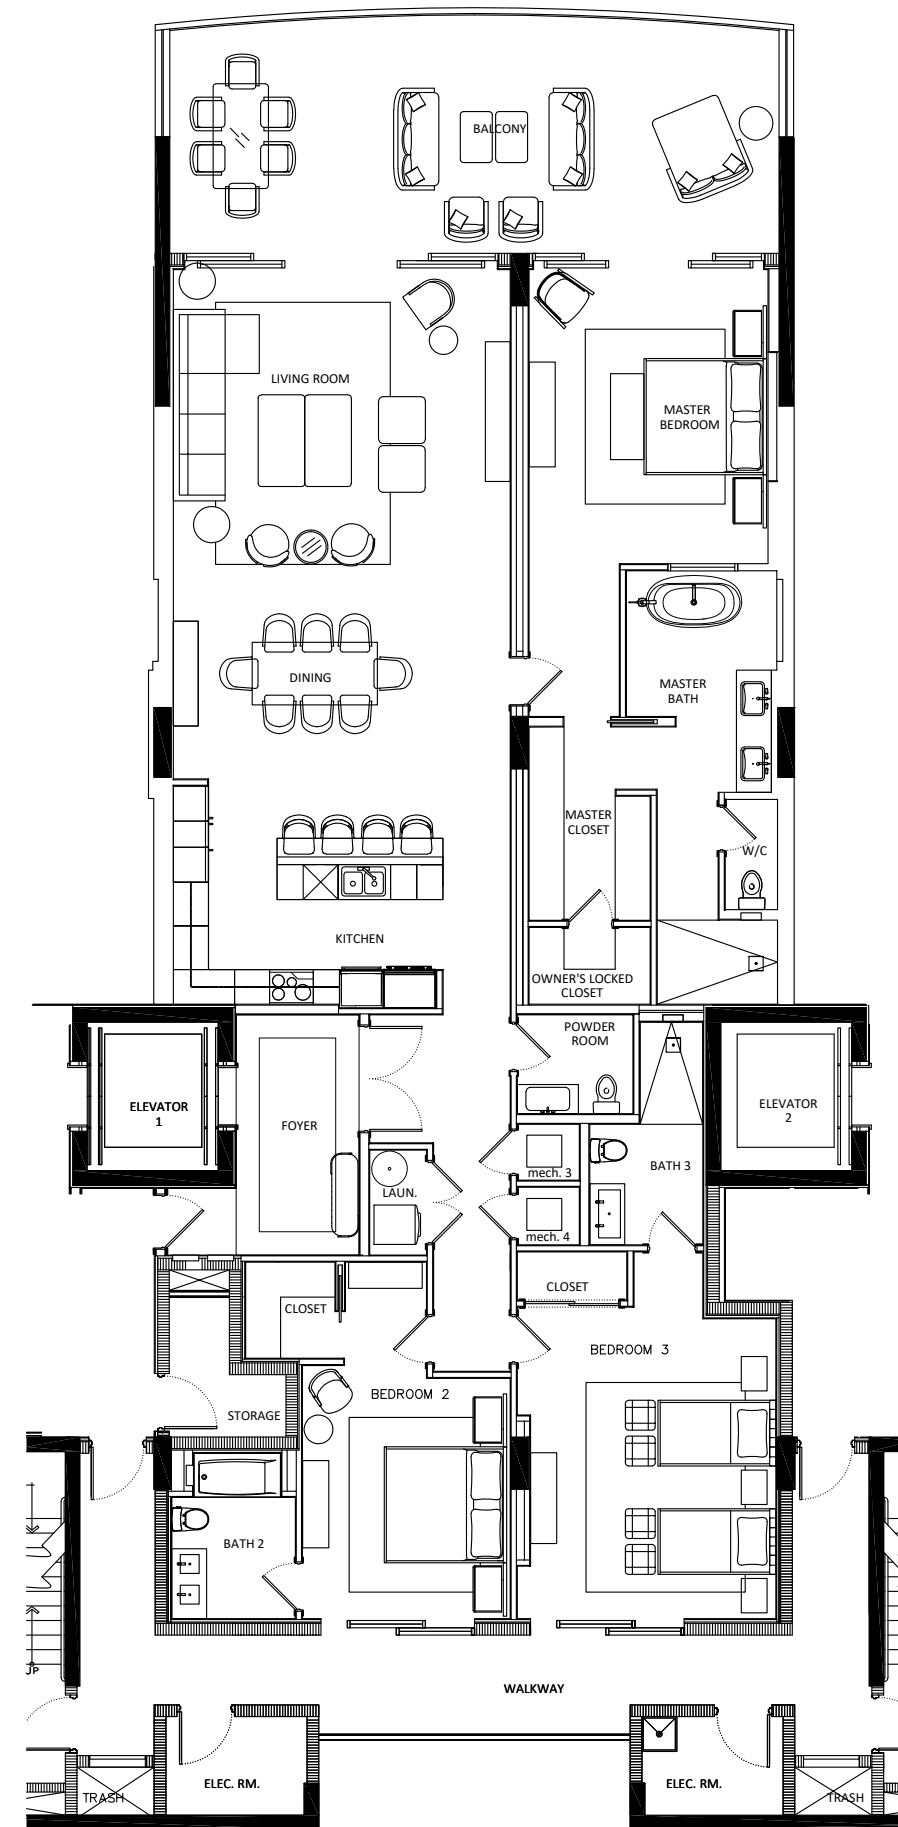 BALCONY
LIVING ROOM
MASTER
BEDROOM
DINING
MASTER
BATH
MASTER
CLOSET
W/C
KITCHEN
OWNER'S LOCKED
CLOSET
POWDER
ROOM
ELEVATOR
1
FOYER
ELEVATOR
2
mech. 3
BATH 3
LAUN.
mech. 4
CLOSET
CLOSET
BEDROOM 3
BEDROOM 2
STORAGE
BATH 2
UP
WALKWAY
ELEC. RM.
ELEC. RM.
TRASH
TRASH